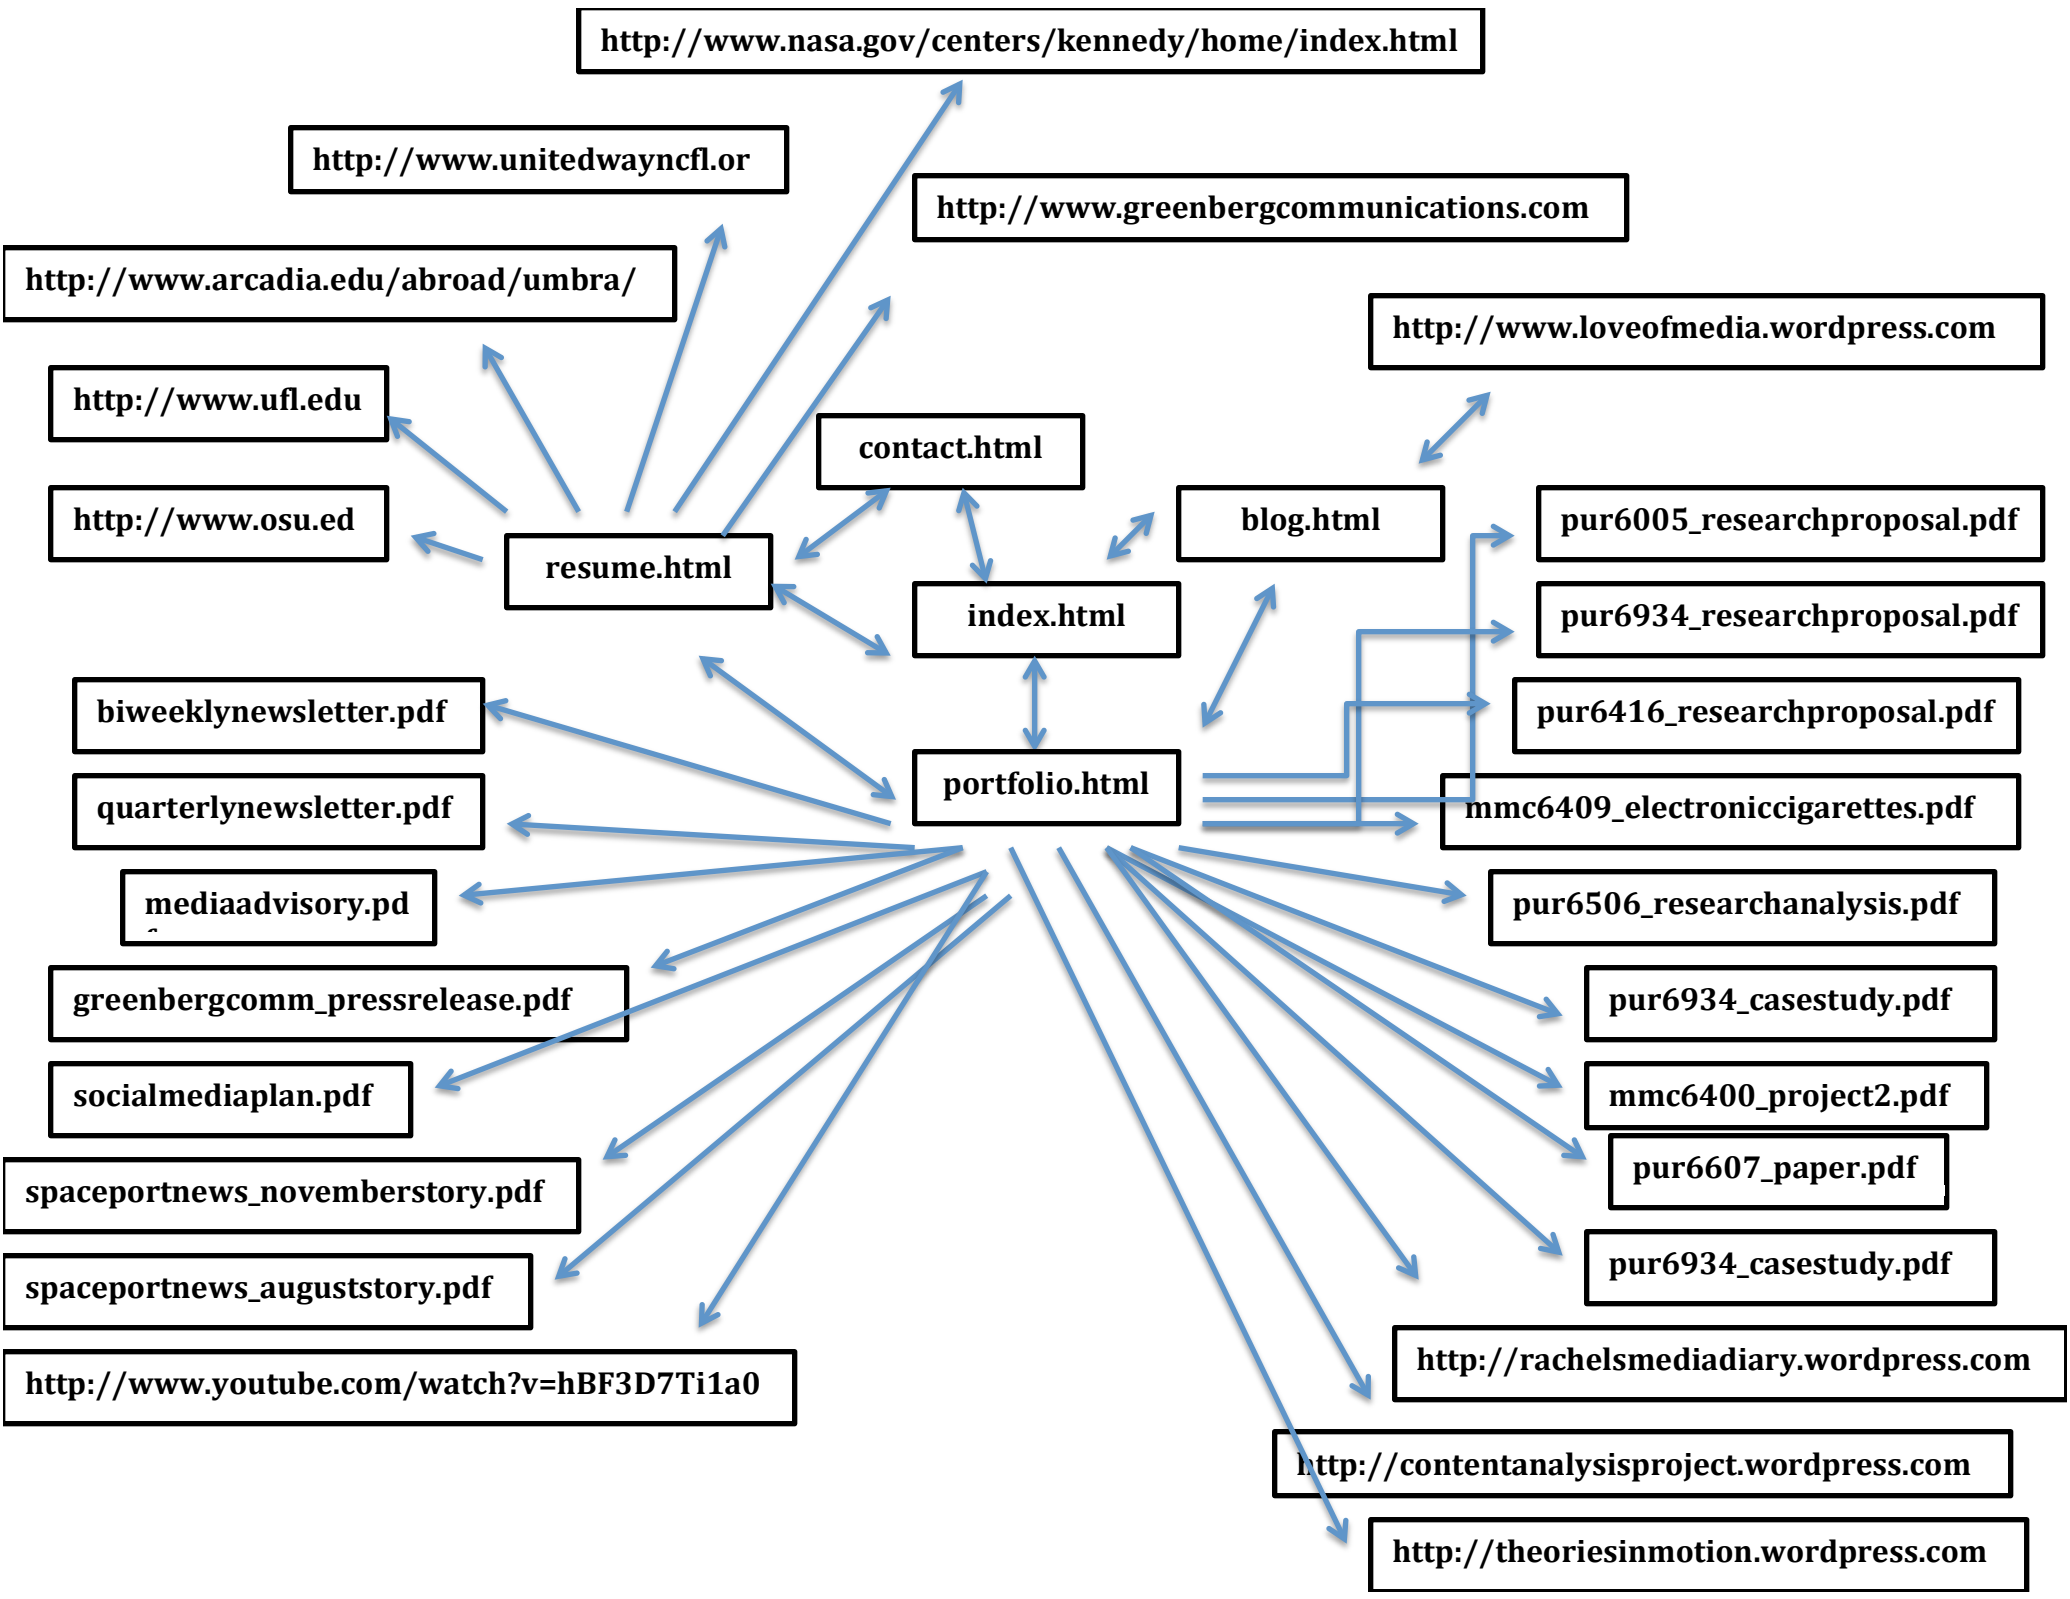 http://www.nasa.gov/centers/kennedy/home/index.html
http://www.unitedwayncfl.or
http://www.greenbergcommunications.com
http://www.arcadia.edu/abroad/umbra/
http://www.loveofmedia.wordpress.com
http://www.ufl.edu
contact.html
http://www.osu.ed
blog.html
pur6005_researchproposal.pdf
resume.html
index.html
pur6934_researchproposal.pdf
biweeklynewsletter.pdf
pur6416_researchproposal.pdf
portfolio.html
quarterlynewsletter.pdf
mmc6409_electroniccigarettes.pdf
mediaadvisory.pd
pur6506_researchanalysis.pdf
greenbergcomm_pressrelease.pdf
pur6934_casestudy.pdf
socialmediaplan.pdf
mmc6400_project2.pdf
pur6607_paper.pdf
spaceportnews_novemberstory.pdf
pur6934_casestudy.pdf
spaceportnews_auguststory.pdf
http://rachelsmediadiary.wordpress.com
http://www.youtube.com/watch?v=hBF3D7Ti1a0
http://contentanalysisproject.wordpress.com
http://theoriesinmotion.wordpress.com